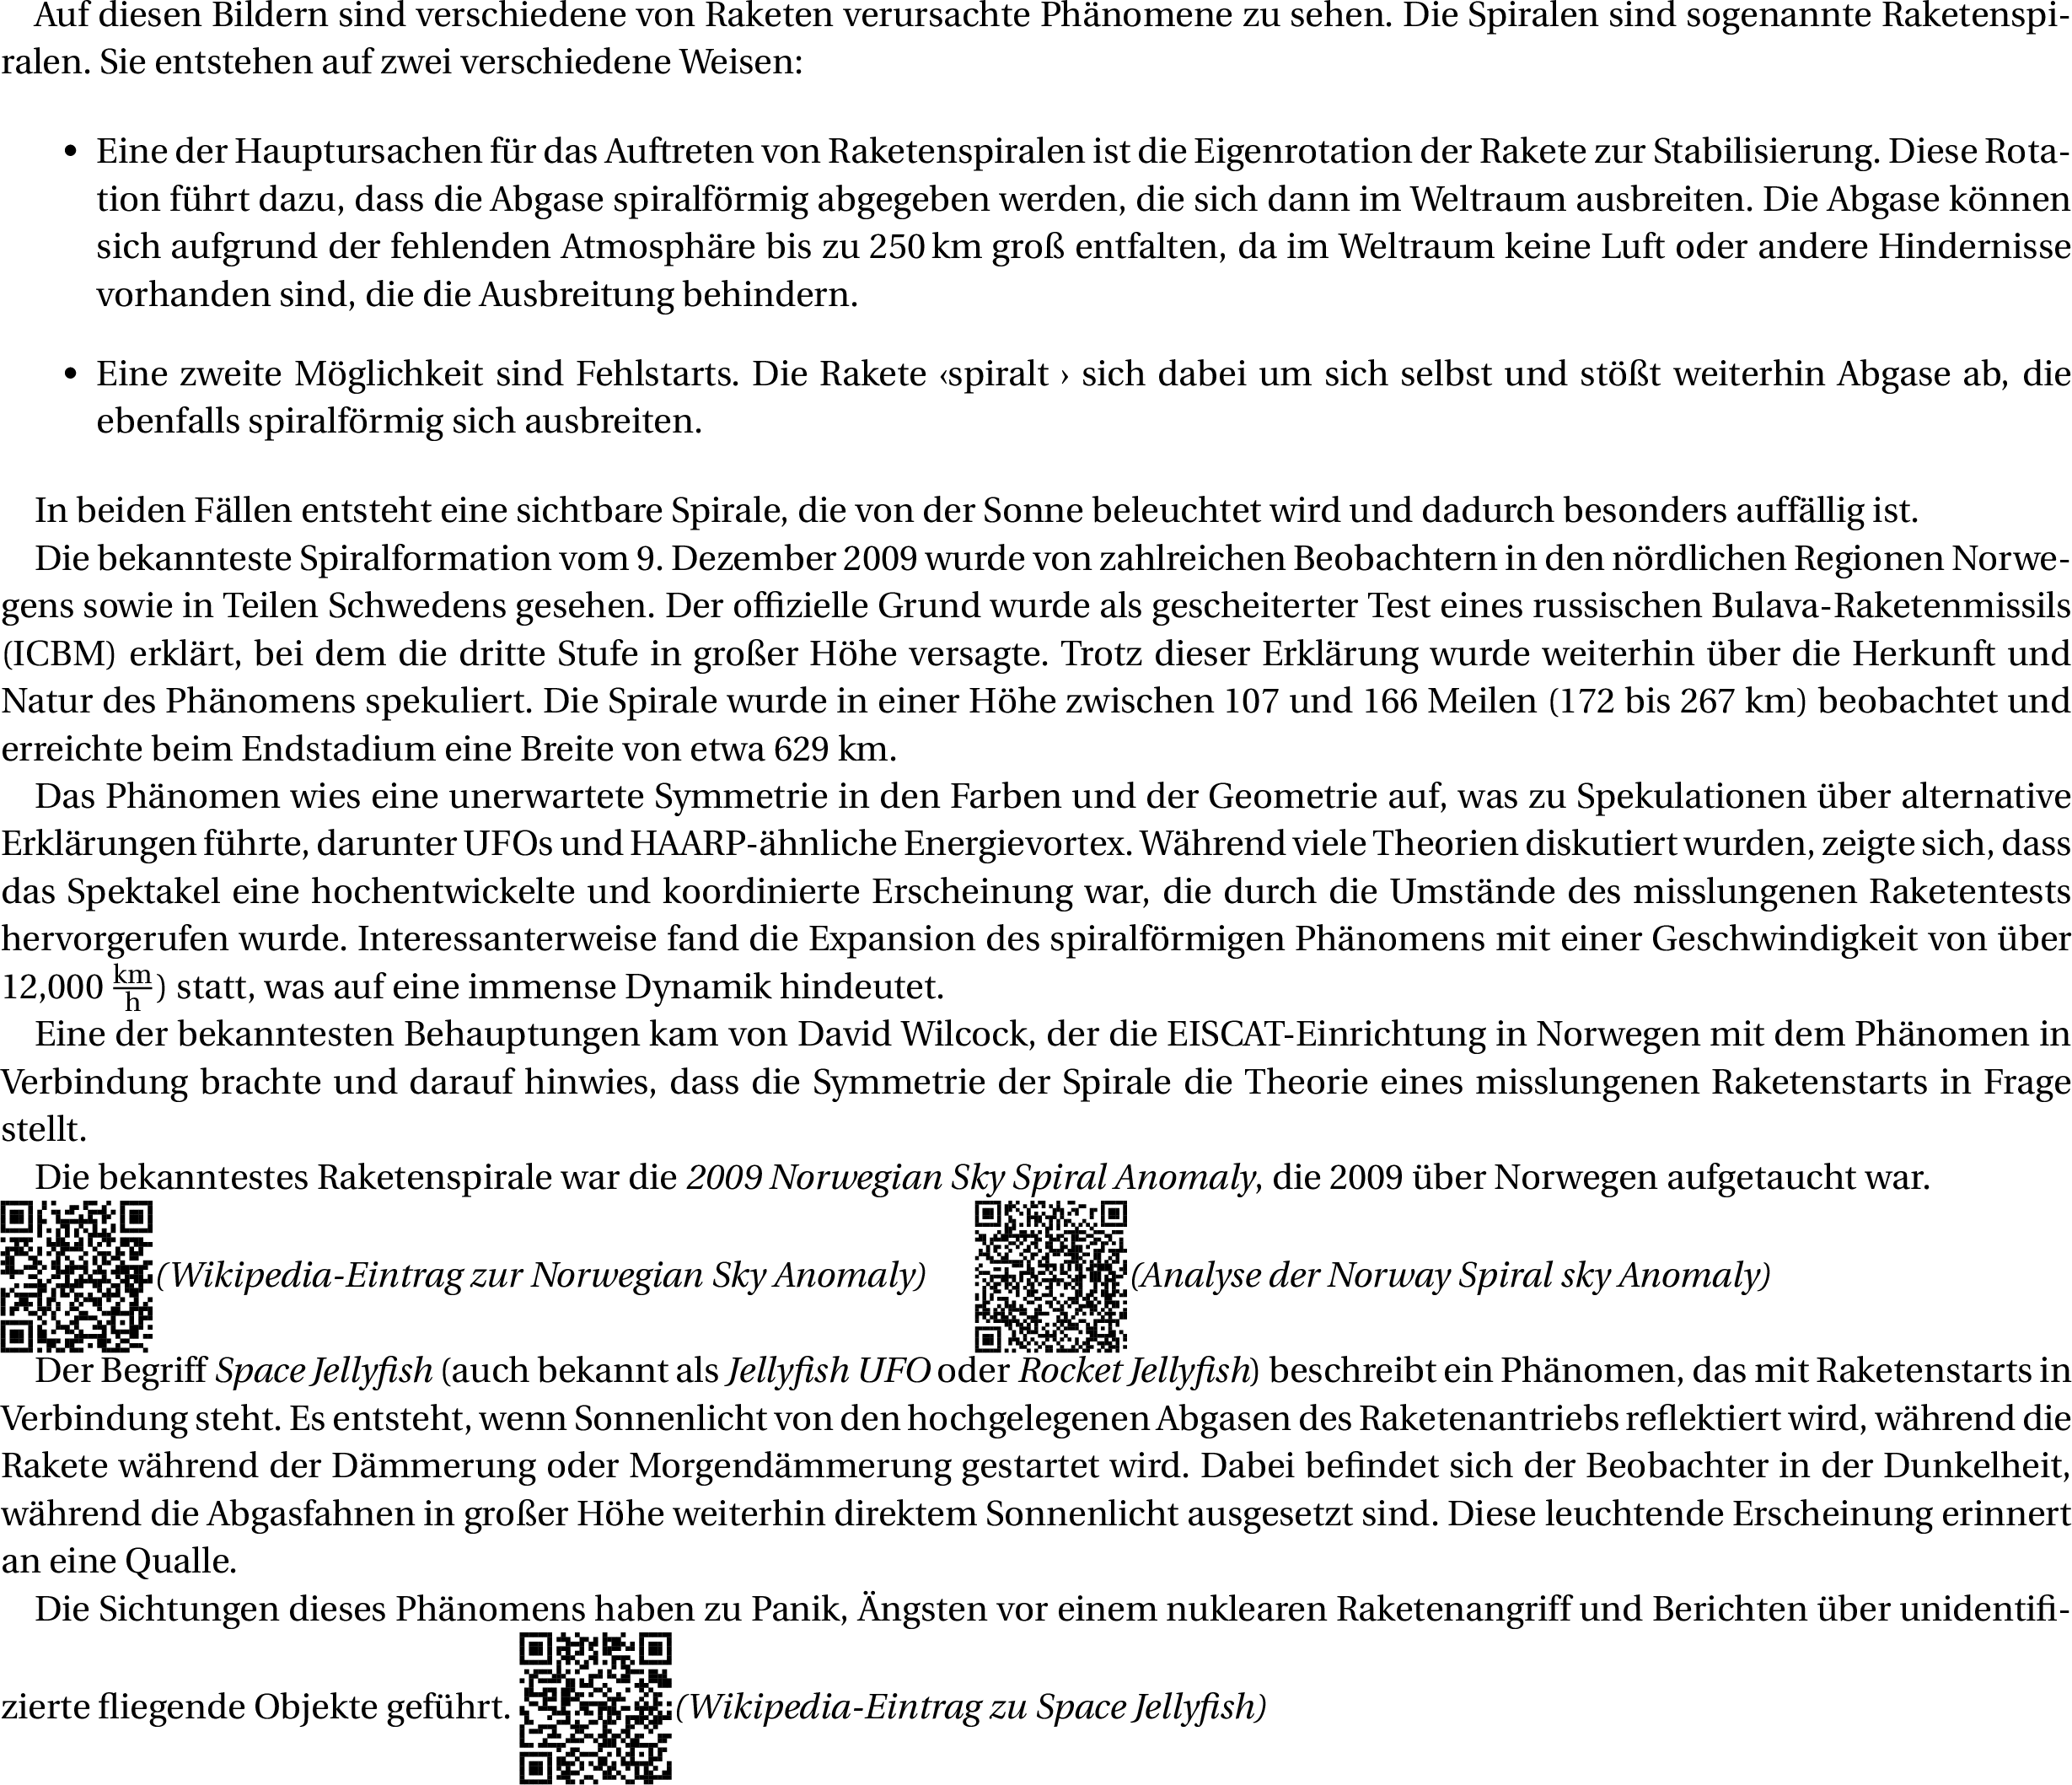 Auf diesen Bildern sind verschiedene von Raketen verursachte Phänomene zu sehen. Die Spiralen sind sogenannte Raketenspi-
ralen. Sie entstehen auf zwei verschiedene Weisen:
• Eine der Hauptursachen für das Auftreten von Raketenspiralen ist die Eigenrotation der Rakete zur Stabilisierung. Diese Rota-
tion führt dazu, dass die Abgase spiralförmig abgegeben werden, die sich dann im Weltraum ausbreiten. Die Abgase können
sich aufgrund der fehlenden Atmosphäre bis zu 250 km groß entfalten, da im Weltraum keine Luft oder andere Hindernisse
vorhanden sind, die die Ausbreitung behindern.
• Eine zweite Möglichkeit sind Fehlstarts. Die Rakete ‹spiralt › sich dabei um sich selbst und stößt weiterhin Abgase ab, die
ebenfalls spiralförmig sich ausbreiten.
In beiden Fällen entsteht eine sichtbare Spirale, die von der Sonne beleuchtet wird und dadurch besonders auffällig ist.
Die bekannteste Spiralformation vom 9. Dezember 2009 wurde von zahlreichen Beobachtern in den nördlichen Regionen Norwe-
gens sowie in Teilen Schwedens gesehen. Der offizielle Grund wurde als gescheiterter Test eines russischen Bulava-Raketenmissils
(ICBM) erklärt, bei dem die dritte Stufe in großer Höhe versagte. Trotz dieser Erklärung wurde weiterhin über die Herkunft und
Natur des Phänomens spekuliert. Die Spirale wurde in einer Höhe zwischen 107 und 166 Meilen (172 bis 267 km) beobachtet und
erreichte beim Endstadium eine Breite von etwa 629 km.
Das Phänomen wies eine unerwartete Symmetrie in den Farben und der Geometrie auf, was zu Spekulationen über alternative
Erklärungen führte, darunter UFOs und HAARP-ähnliche Energievortex. Während viele Theorien diskutiert wurden, zeigte sich, dass
das Spektakel eine hochentwickelte und koordinierte Erscheinung war, die durch die Umstände des misslungenen Raketentests
hervorgerufen wurde. Interessanterweise fand die Expansion des spiralförmigen Phänomens mit einer Geschwindigkeit von über
12,000 km/h) statt, was auf eine immense Dynamik hindeutet.
Eine der bekanntesten Behauptungen kam von David Wilcock, der die EISCAT-Einrichtung in Norwegen mit dem Phänomen in
Verbindung brachte und darauf hinwies, dass die Symmetrie der Spirale die Theorie eines misslungenen Raketenstarts in Frage
stellt.
Die bekanntestes Raketenspirale war die 2009 Norwegian Sky Spiral Anomaly, die 2009 über Norwegen aufgetaucht war.
(Wikipedia-Eintrag zur Norwegian Sky Anomaly) (Analyse der Norway Spiral sky Anomaly)
Der Begriff Space Jellyfish (auch bekannt als Jellyfish UFO oder Rocket Jellyfish) beschreibt ein Phänomen, das mit Raketenstarts in
Verbindung steht. Es entsteht, wenn Sonnenlicht von den hochgelegenen Abgasen des Raketenantriebs reflektiert wird, während die
Rakete während der Dämmerung oder Morgendämmerung gestartet wird. Dabei befindet sich der Beobachter in der Dunkelheit,
während die Abgasfahnen in großer Höhe weiterhin direktem Sonnenlicht ausgesetzt sind. Diese leuchtende Erscheinung erinnert
an eine Qualle.
Die Sichtungen dieses Phänomens haben zu Panik, Ängsten vor einem nuklearen Raketenangriff und Berichten über unidentifi-
zierte fliegende Objekte geführt. (Wikipedia-Eintrag zu Space Jellyfish)